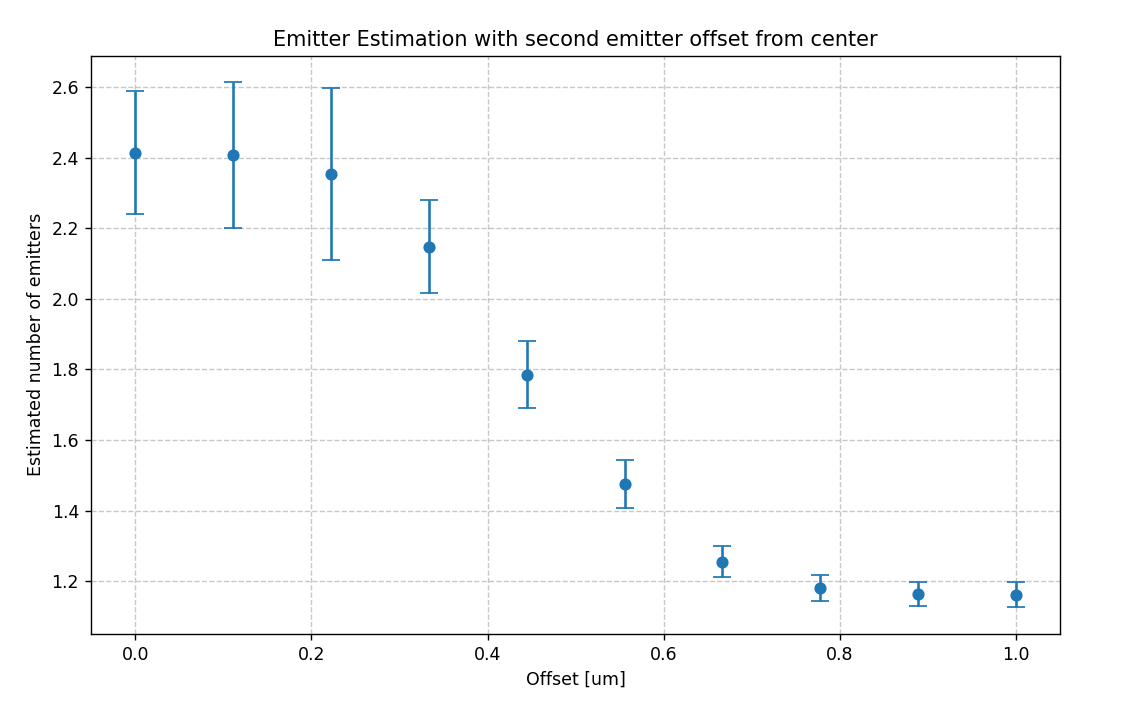 Emitter Estimation with second emitter offset from center
Estimated number of emitters
2.6
2.4
2.2
2.0
1.8
1.6
1.4
1.2
0.0 0.2 0.4 0.6 0.8 1.0
Offset [um]